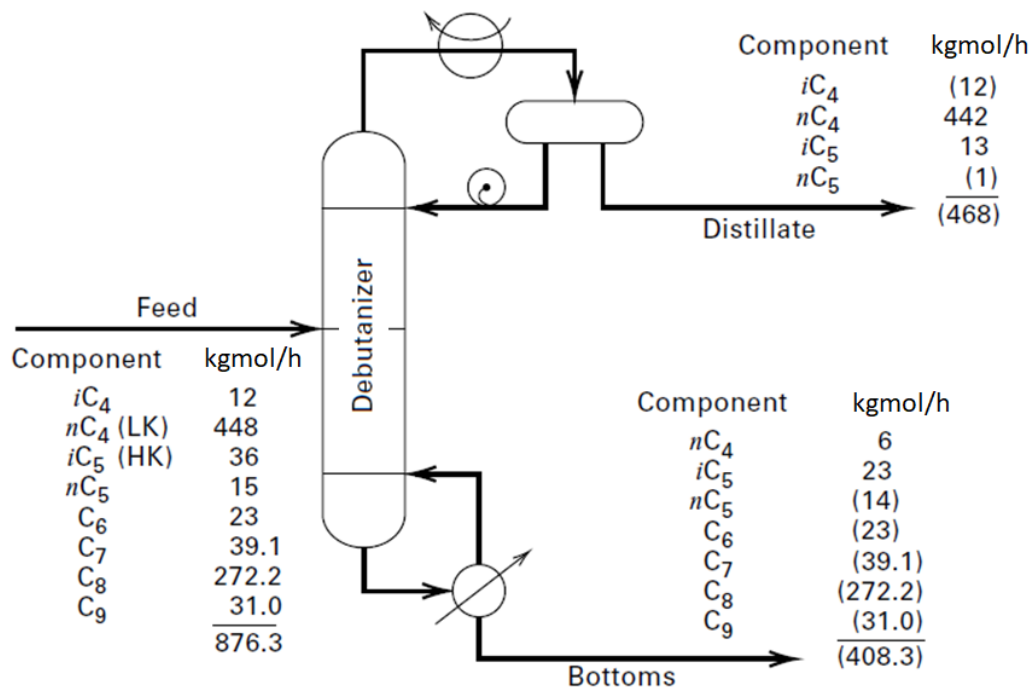 Component kgmol/h
iC₄ (12)
nC₄ 442
iC₅ 13
nC₅ (1)
(468)
Distillate
Debutanizer
Feed
Component kgmol/h
iC₄ 12
nC₄ (LK) 448
iC₅ (HK) 36
nC₅ 15
C₆ 23
C₇ 39.1
C₈ 272.2
C₉ 31.0
876.3
Component kgmol/h
nC₄ 6
iC₅ 23
nC₅ (14)
C₆ (23)
C₇ (39.1)
C₈ (272.2)
C₉ (31.0)
(408.3)
Bottoms